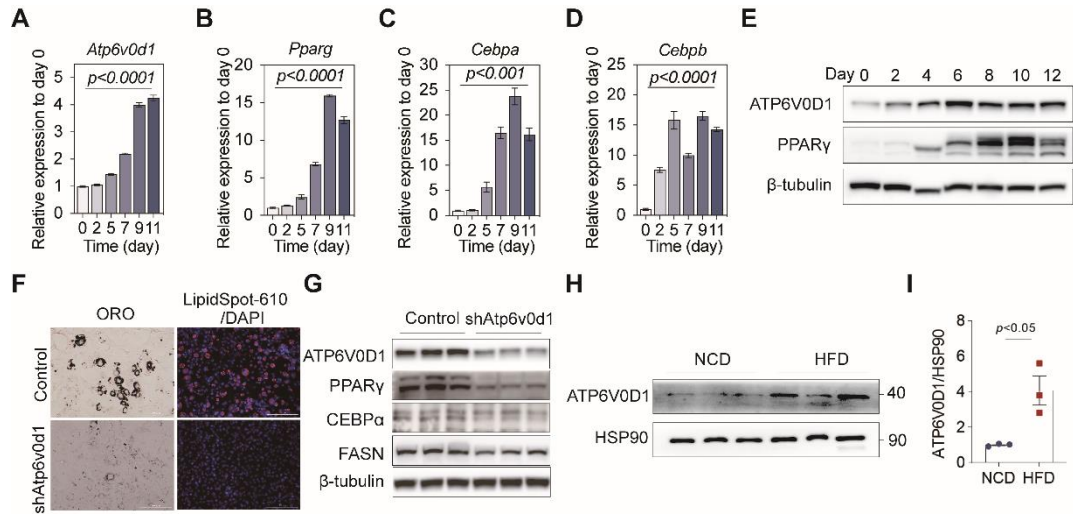 A
Atp6v0d1
p<0.0001
Relative expression to day 0
5
4
3
2
1
0
0 2 5 7 9 11
Time (day)
B
Pparg
p<0.0001
Relative expression to day 0
20
15
10
5
0
0 2 5 7 9 11
Time (day)
C
Cebpa
p<0.001
Relative expression to day 0
30
25
20
15
10
5
0
0 2 5 7 9 11
Time (day)
D
Cebpb
p<0.0001
Relative expression to day 0
25
20
15
10
5
0
0 2 5 7 9 11
Time (day)
E
Day 0 2 4 6 8 10 12
ATP6V0D1
PPARγ
β-tubulin
F
ORO
LipidSpot-610
/DAPI
Control
shAtp6v0d1
G
Control shAtp6v0d1
ATP6V0D1
PPARγ
CEBPα
FASN
β-tubulin
H
NCD HFD
ATP6V0D1 - 40
HSP90 - 90
I
p<0.05
ATP6V0D1/HSP90
8
6
4
2
0
NCD HFD